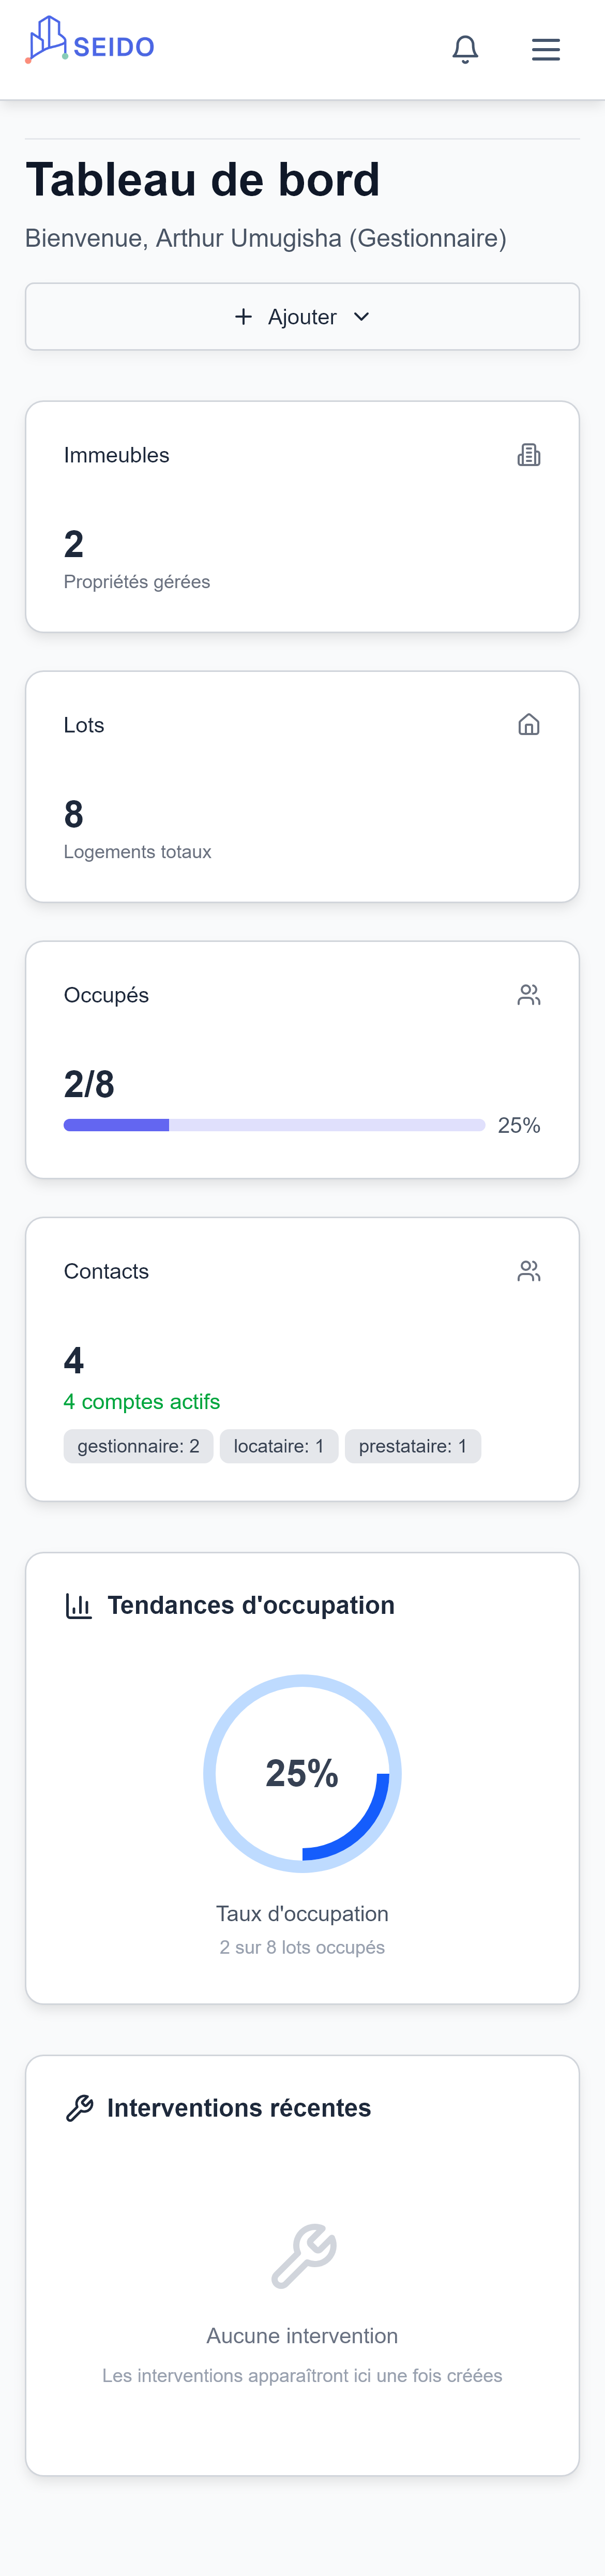 SEIDO
Tableau de bord
Bienvenue, Arthur Umugisha (Gestionnaire)
Ajouter
Immeubles
2
Propriétés gérées
Lots
8
Logements totaux
Occupés
2/8
25%
Contacts
4
4 comptes actifs
gestionnaire: 2 locataire: 1 prestataire: 1
Tendances d'occupation
25%
Taux d'occupation
2 sur 8 lots occupés
Interventions récentes
Aucune intervention
Les interventions apparaîtront ici une fois créées